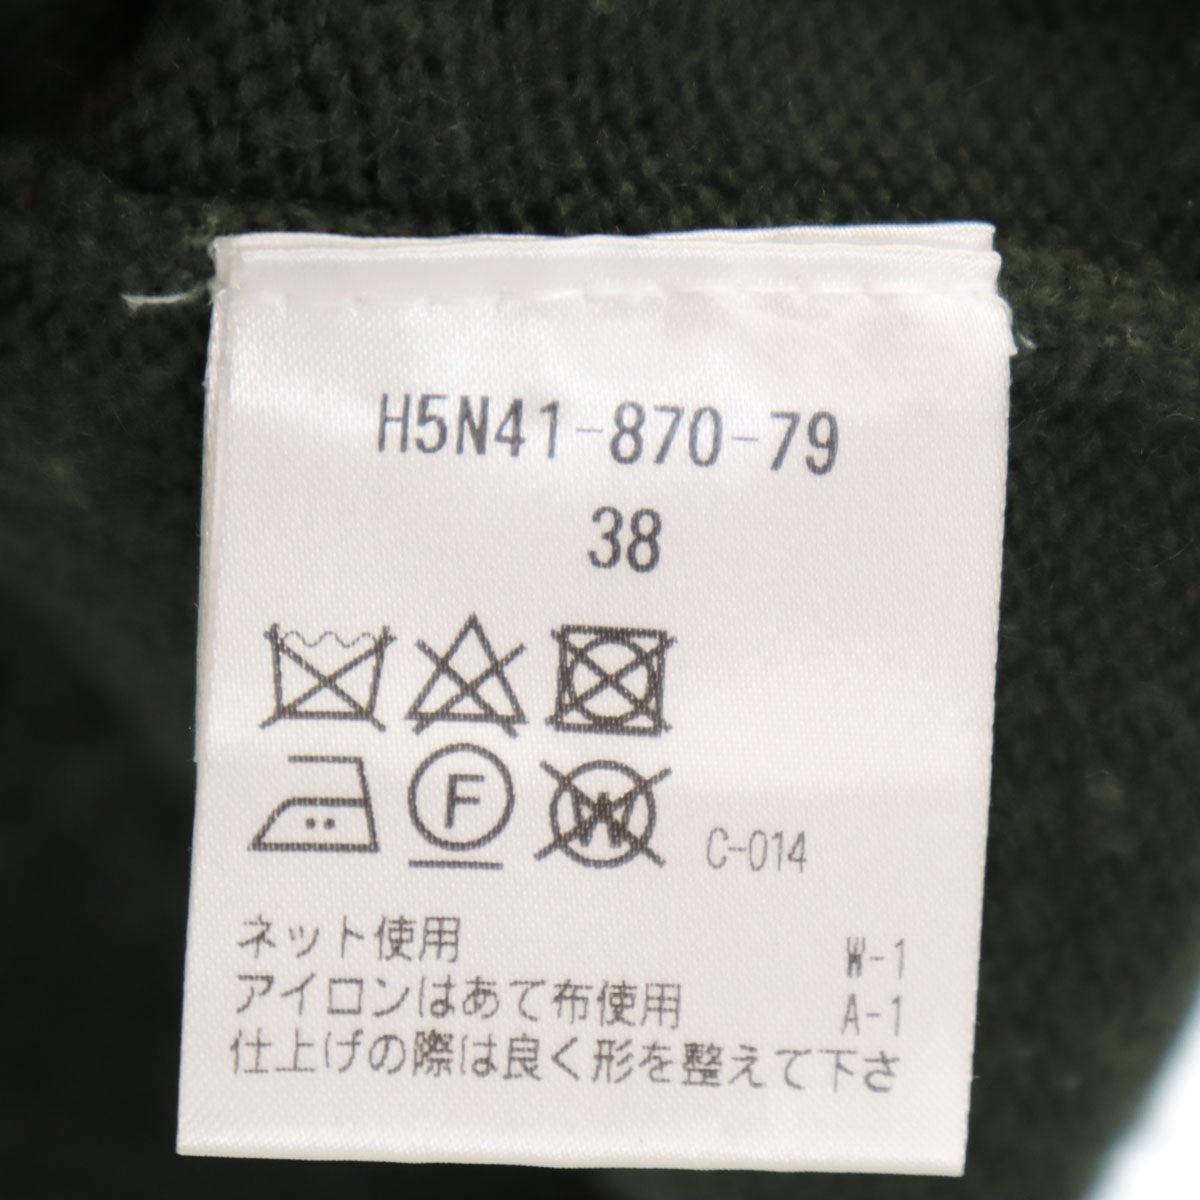 H5N41-870-79
38
F W C-014
ネット使用 W-1
アイロンはあて布使用 A-1
仕上げの際は良く形を整えて下さ